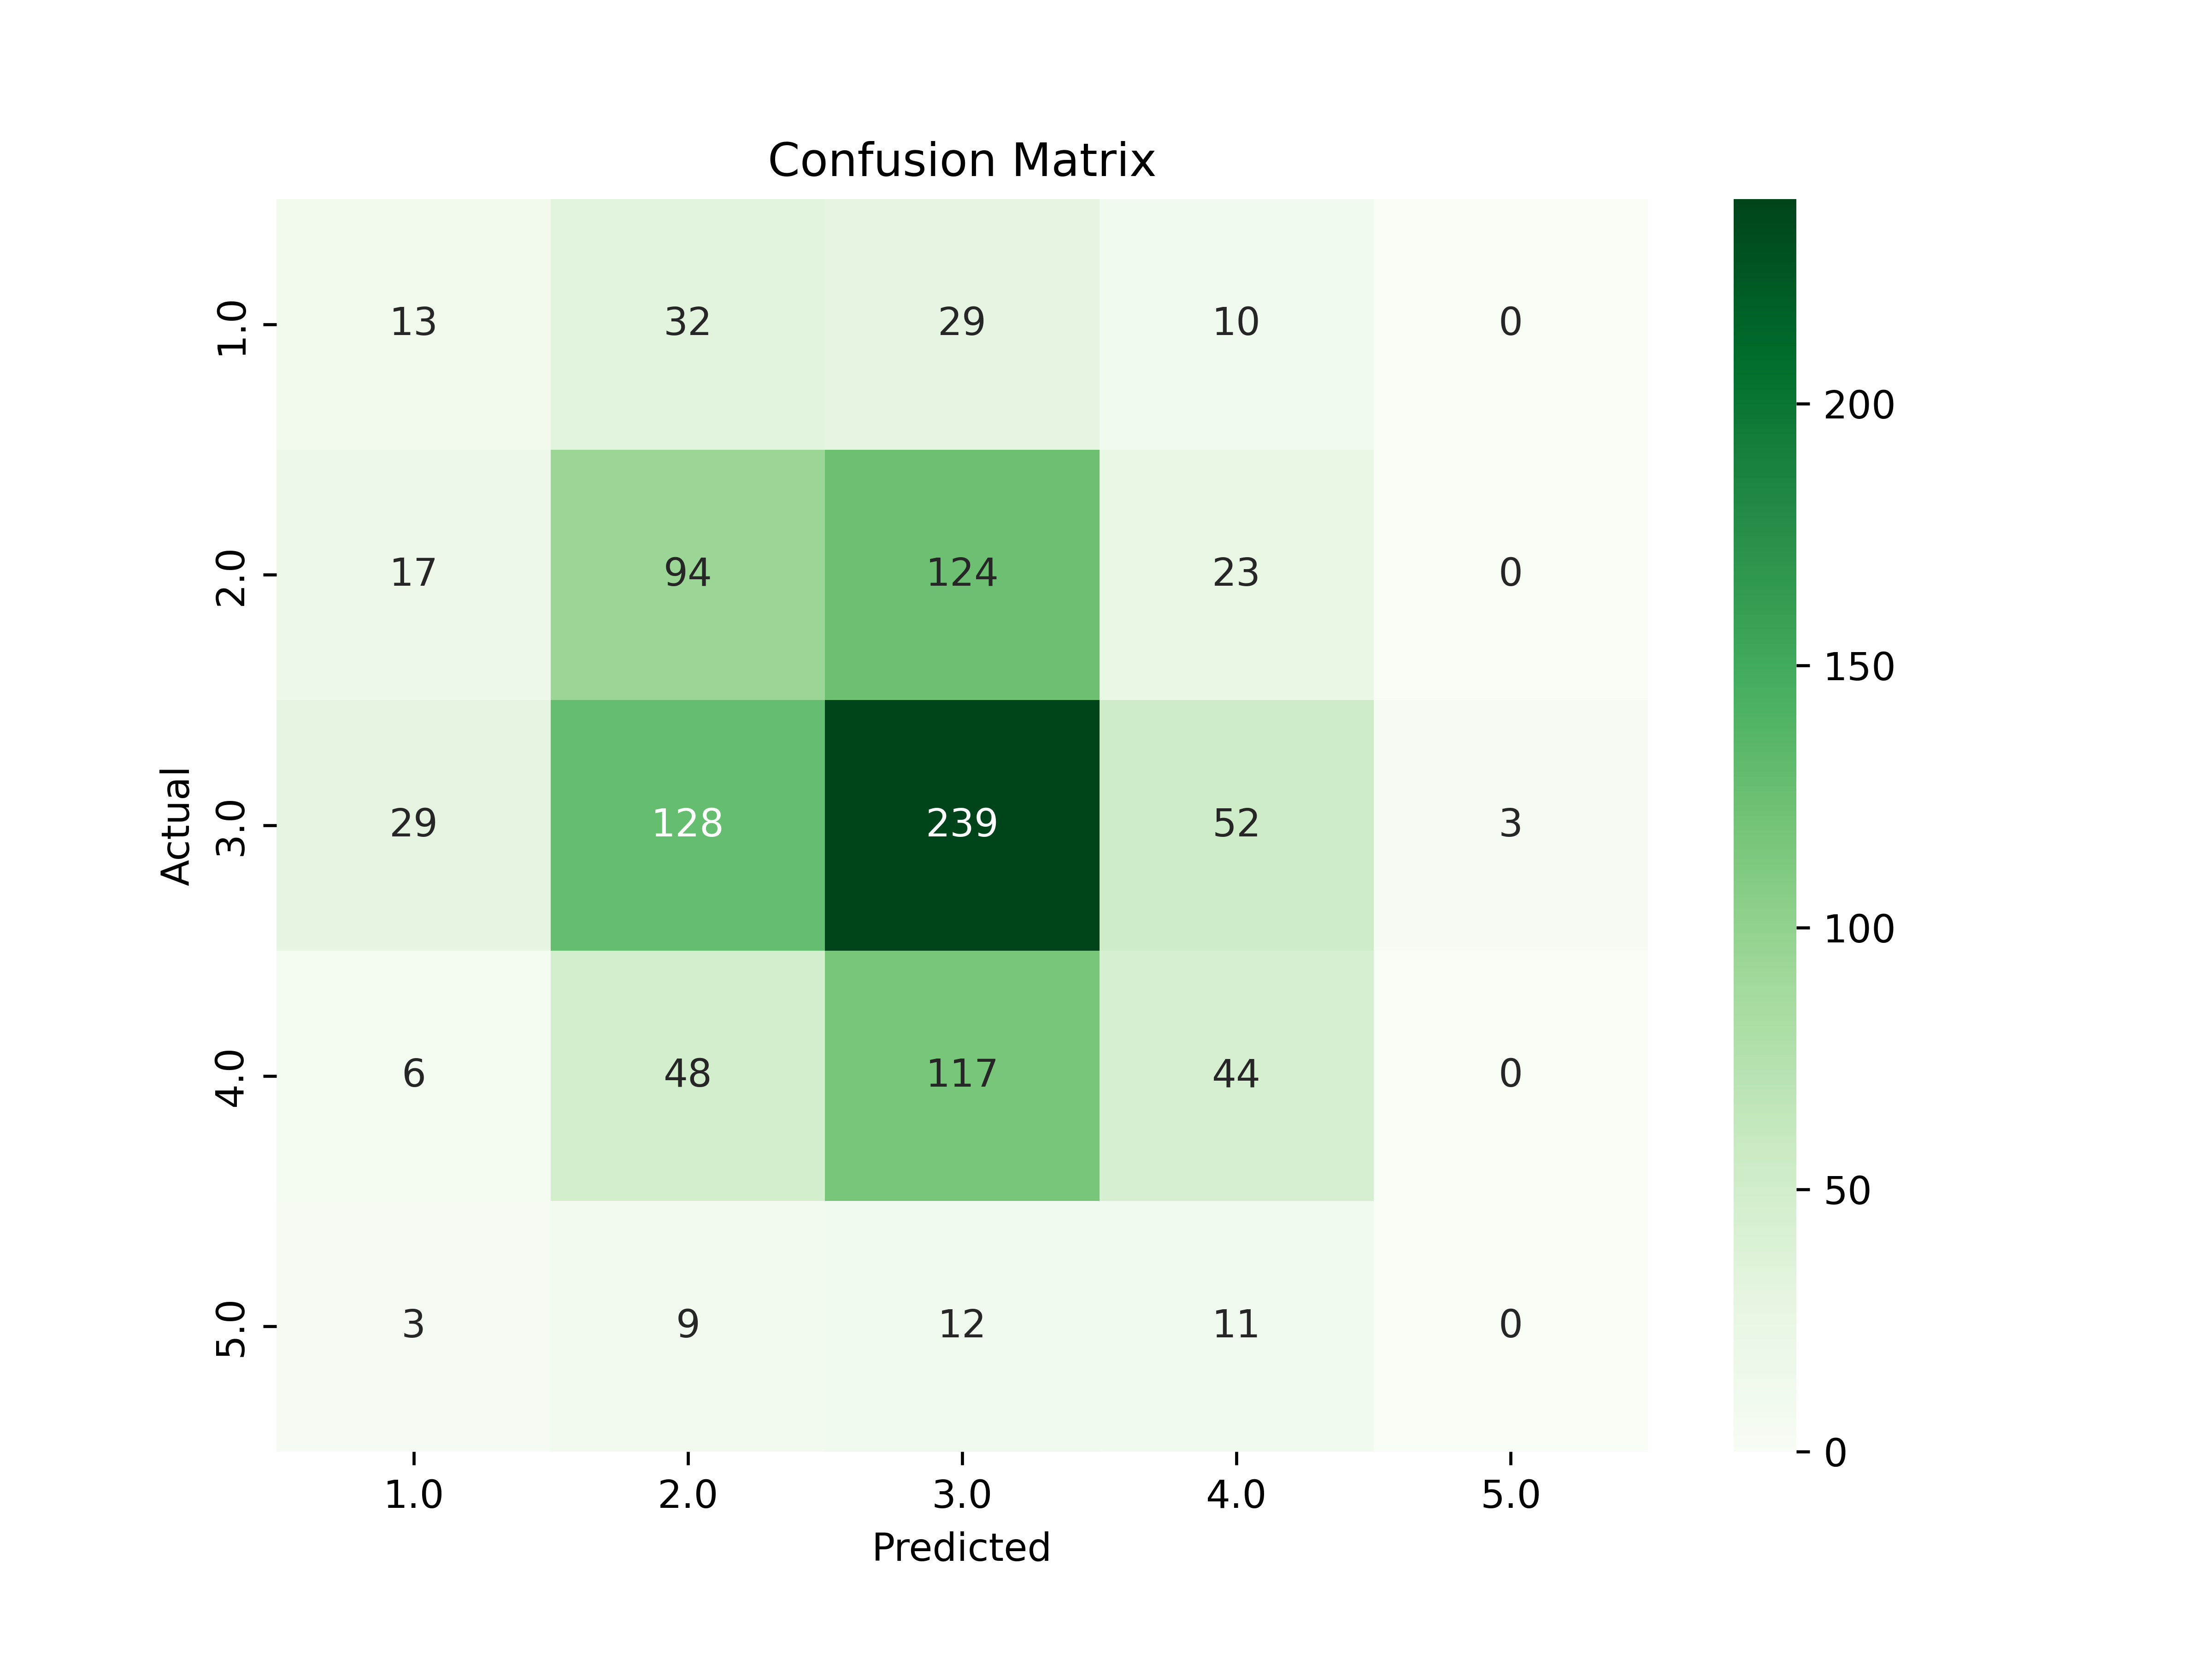 Confusion Matrix
Actual
1.0 13 32 29 10 0
2.0 17 94 124 23 0
3.0 29 128 239 52 3
4.0 6 48 117 44 0
5.0 3 9 12 11 0
1.0 2.0 3.0 4.0 5.0
Predicted
200
150
100
50
0